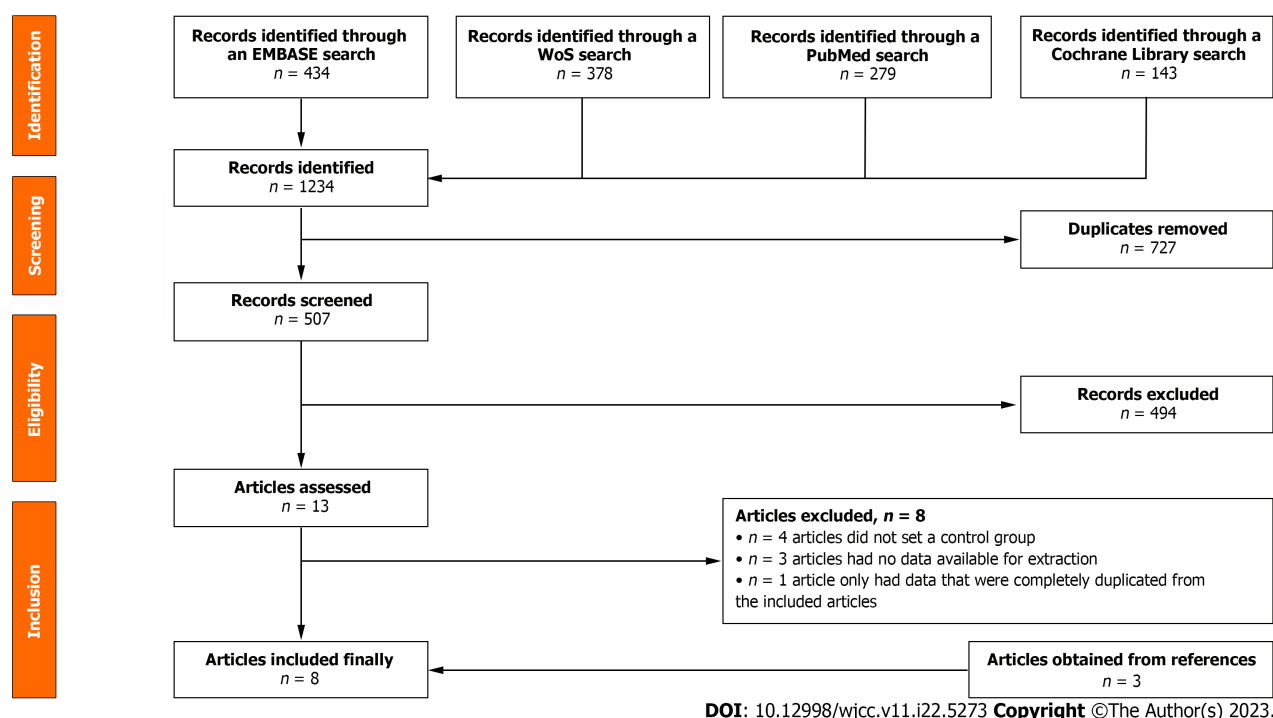 Identification
Records identified through
an EMBASE search
n = 434
Records identified through a
WoS search
n = 378
Records identified through a
PubMed search
n = 279
Records identified through a
Cochrane Library search
n = 143
Records identified
n = 1234
Screening
Duplicates removed
n = 727
Records screened
n = 507
Eligibility
Records excluded
n = 494
Articles assessed
n = 13
Inclusion
Articles excluded, n = 8
• n = 4 articles did not set a control group
• n = 3 articles had no data available for extraction
• n = 1 article only had data that were completely duplicated from
the included articles
Articles included finally
n = 8
Articles obtained from references
n = 3
DOI: 10.12998/wjcc.v11.i22.5273 Copyright ©The Author(s) 2023.